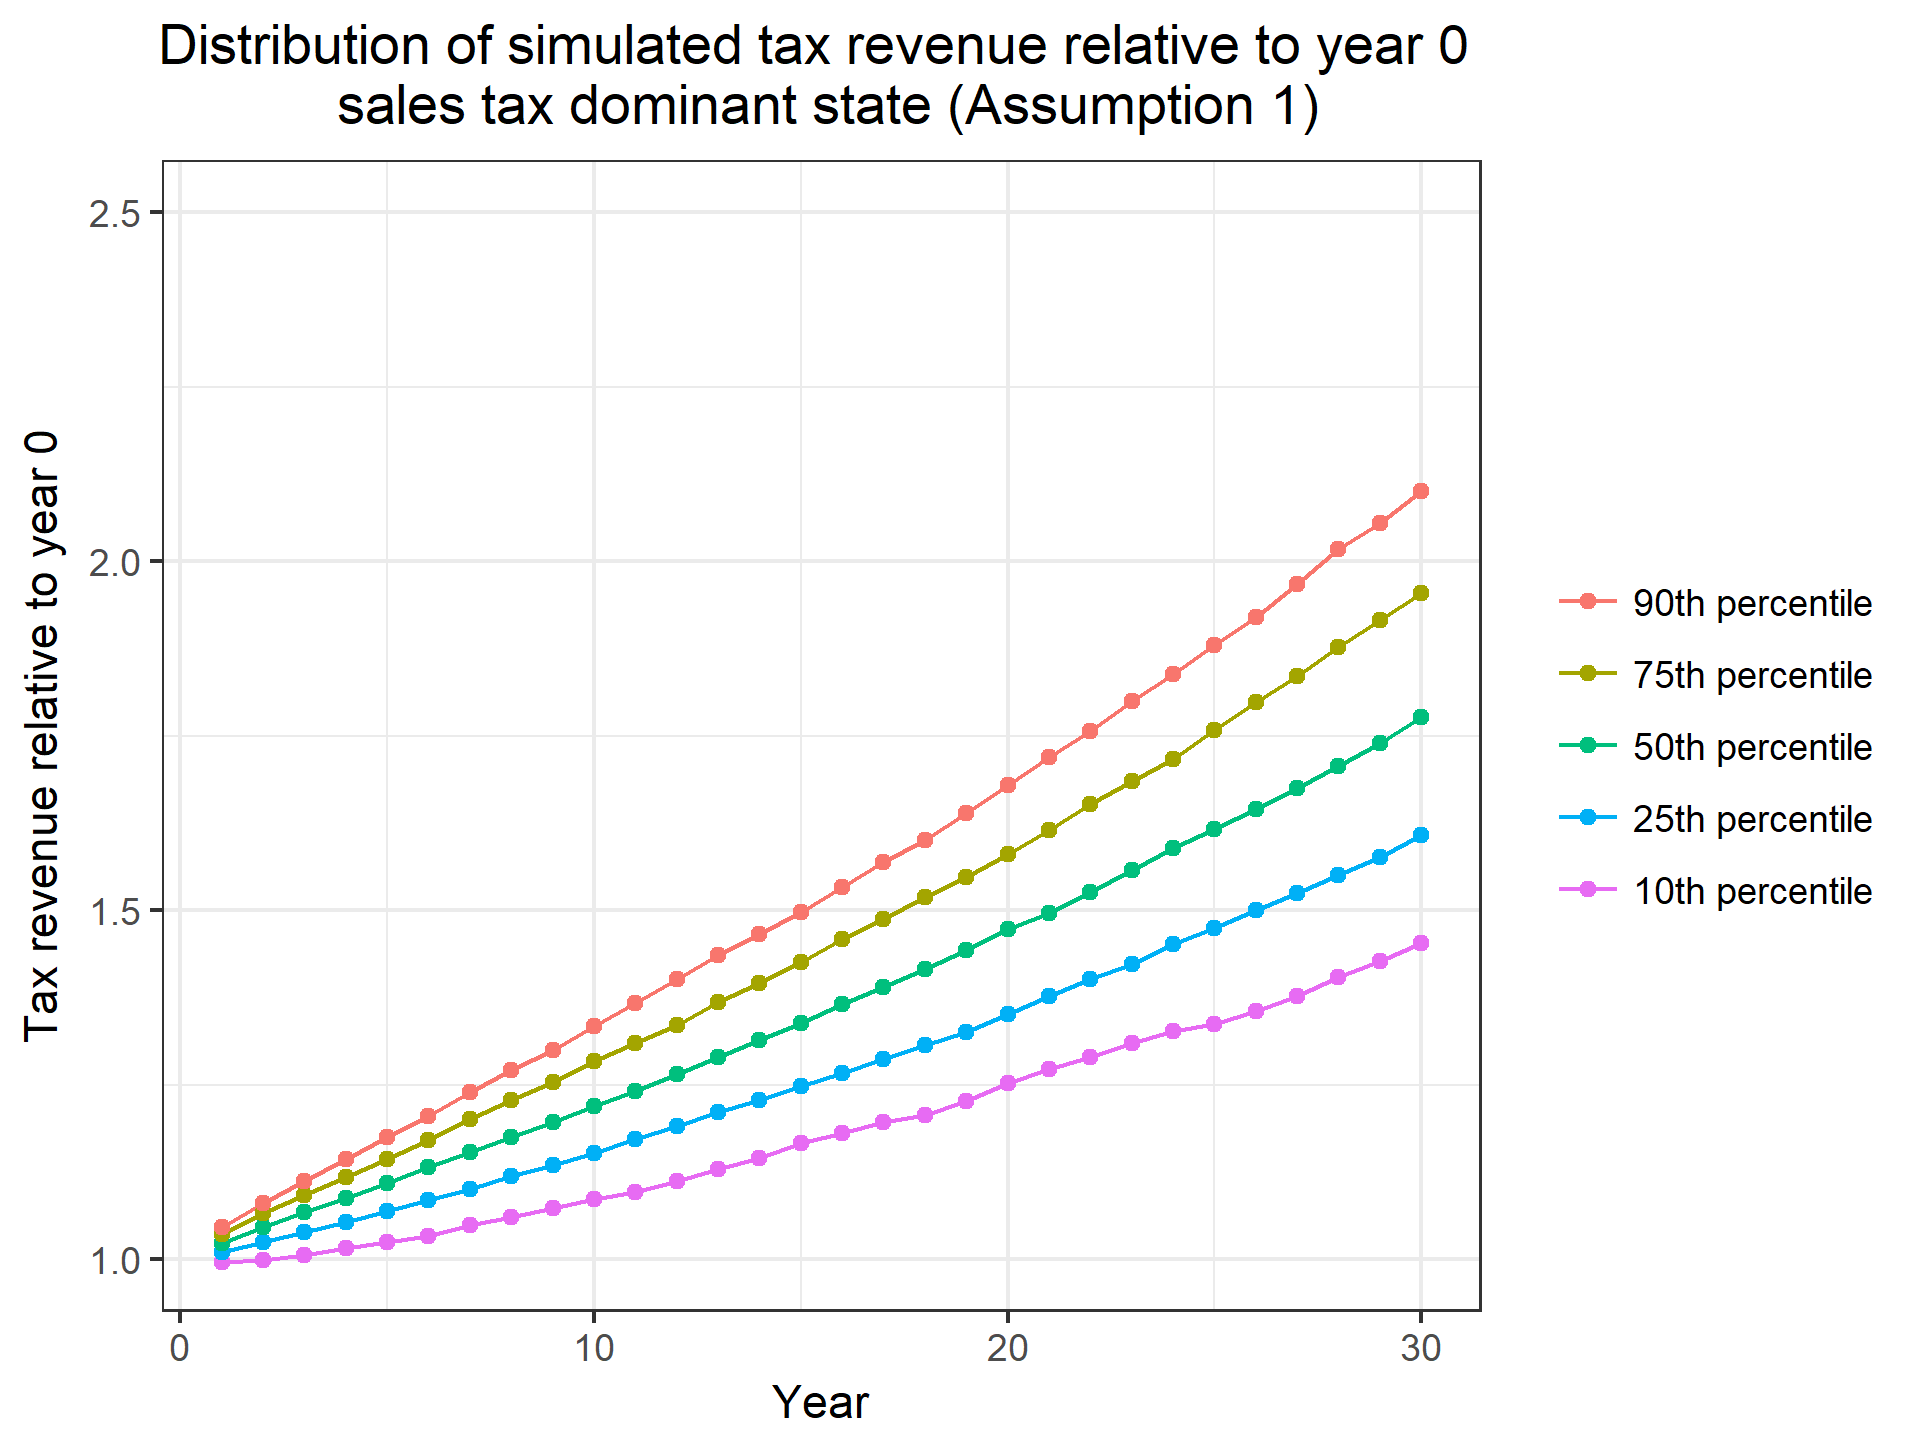 Distribution of simulated tax revenue relative to year 0
sales tax dominant state (Assumption 1)
Tax revenue relative to year 0
2.5
2.0
1.5
1.0
0
10
20
30
Year
90th percentile
75th percentile
50th percentile
25th percentile
10th percentile